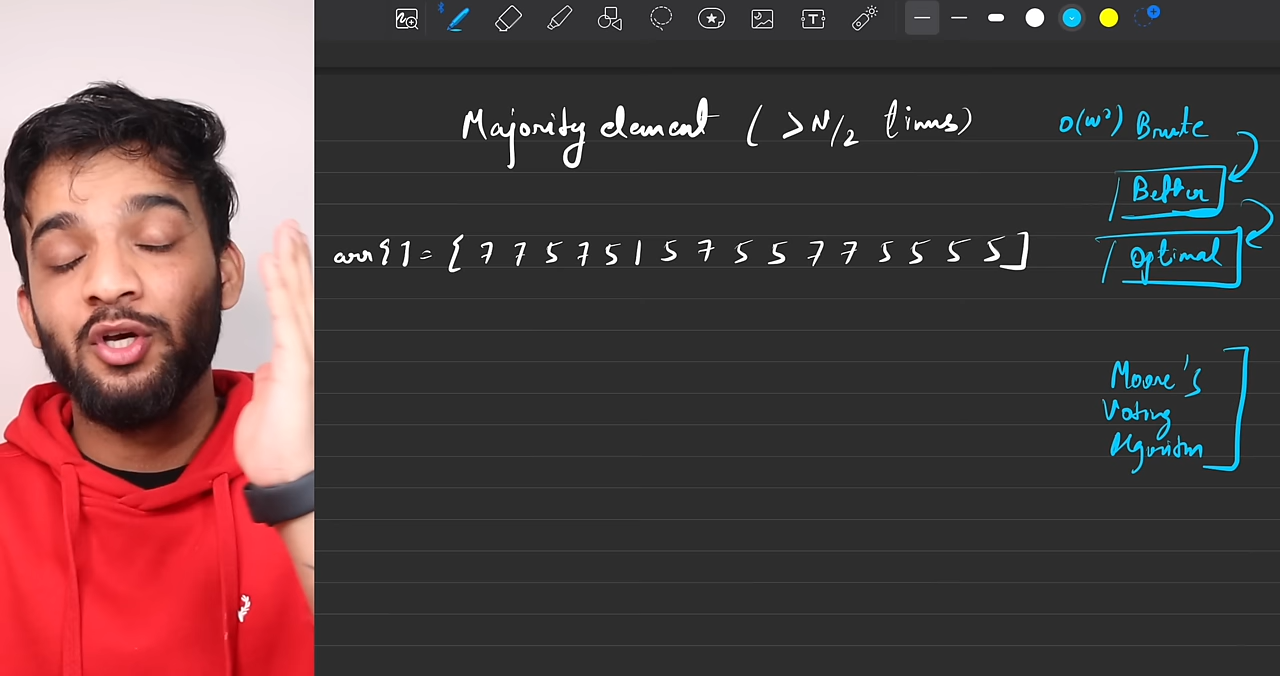 Majority element ( > N/2 times)
O(N²) Brute
Better
arr[] = [ 7 7 5 7 5 1 5 7 5 5 7 7 5 5 5 5 ]
Optimal
Moore's
Voting
Algorithm